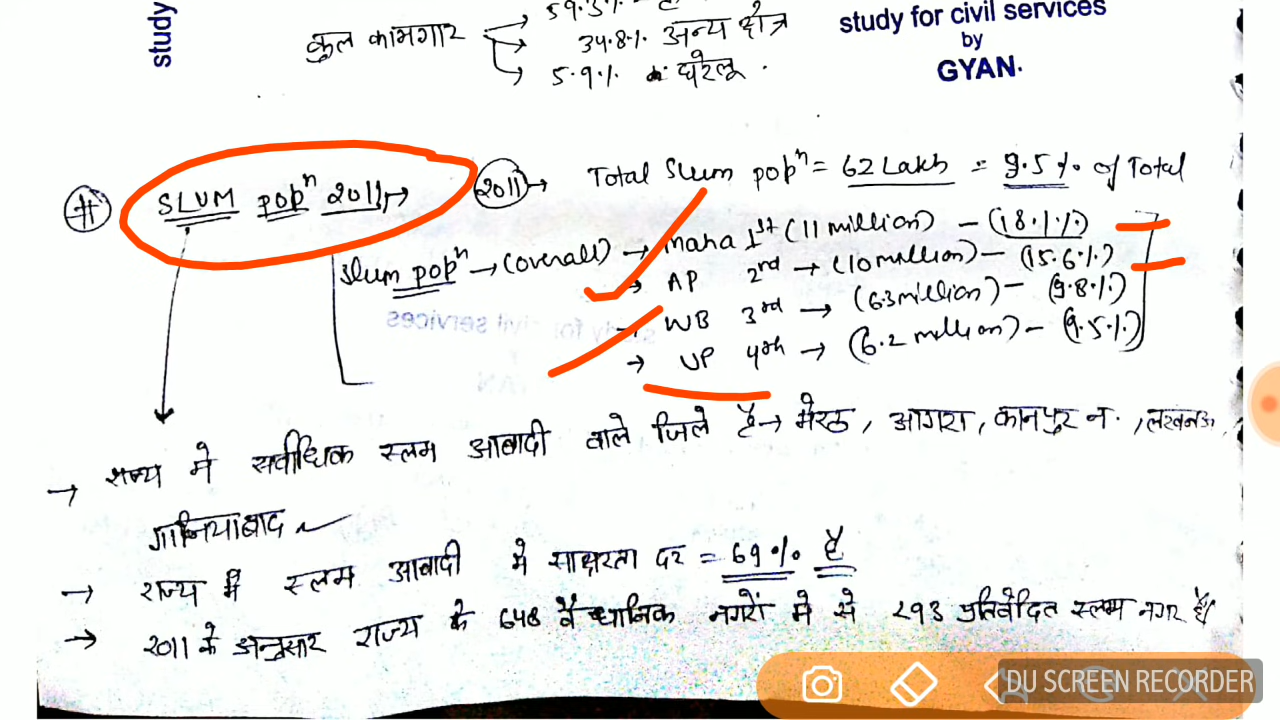 59.5%
study for civil services
by
GYAN.
study
कुल कामगार
34.8% अन्य क्षेत्र
5.9% घरेलू.
# SLUM popⁿ 2011 →
2011 → Total Slum popⁿ = 62 Lakh = 9.5% of Total
Slum popⁿ → (overall) → maha 1st (11 million) - (18.1%)
→ AP 2nd → (10 million) - (15.6%)
→ WB 3rd → (6.3 million) - (9.8%)
→ UP 4th → (6.2 million) - (9.5%)
→ राज्य मे सर्वाधिक स्लम आबादी वाले जिले है → मेरठ, आगरा, कानपुर न., लखनऊ,
गाजियाबाद
→ राज्य में स्लम आबादी मे साक्षरता दर = 69% है
→ 2011 के अनुसार राज्य के 648 वैधानिक नगरों मे से 293 प्रतिवेदित स्लम नगर है।
DU SCREEN RECORDER